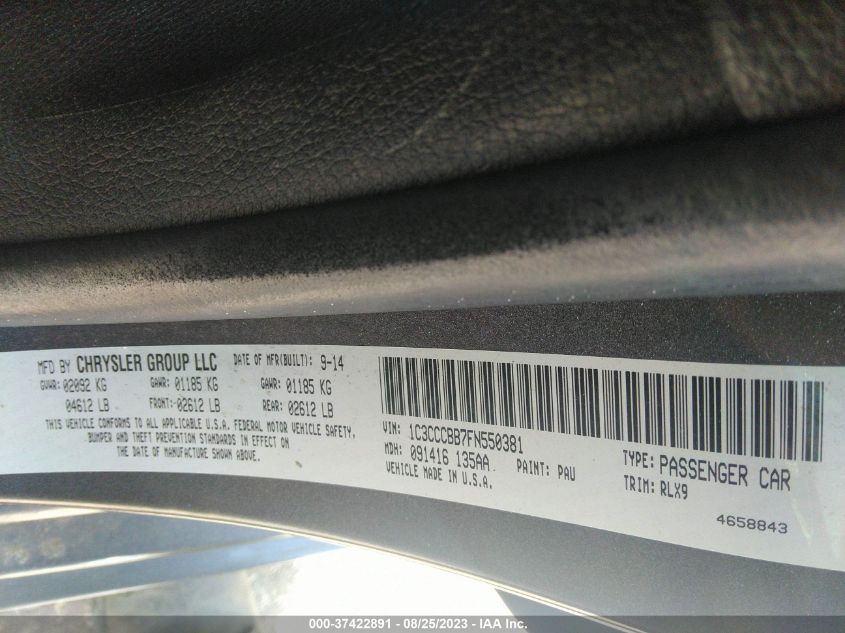 MFD BY CHRYSLER GROUP LLC DATE OF MFR(BUILT): 9-14
GVWR: 02092 KG GAWR: 01185 KG GAWR: 01185 KG
04612 LB FRONT: 02612 LB REAR: 02612 LB
THIS VEHICLE CONFORMS TO ALL APPLICABLE U.S.A. FEDERAL MOTOR VEHICLE SAFETY,
BUMPER AND THEFT PREVENTION STANDARDS IN EFFECT ON
THE DATE OF MANUFACTURE SHOWN ABOVE.
VIN: 1C3CCCBB7FN550381
MDH: 091416 135AA PAINT: PAU
VEHICLE MADE IN U.S.A.
TYPE: PASSENGER CAR
TRIM: RLX9
4658843
000-37422891 - 08/25/2023 - IAA Inc.